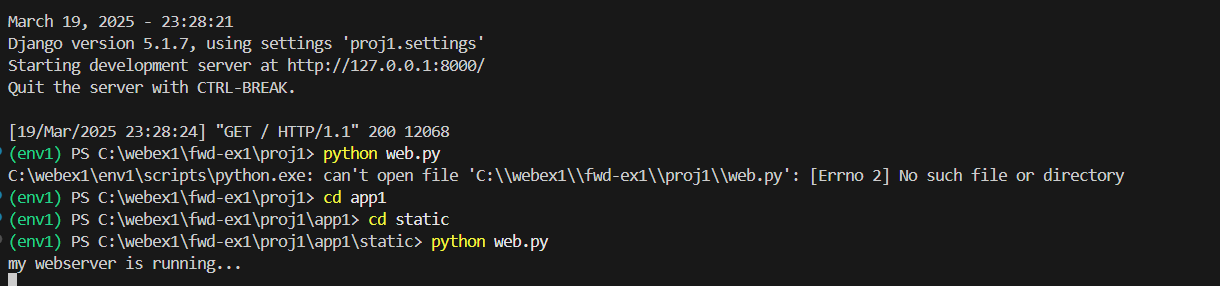 March 19, 2025 - 23:28:21
Django version 5.1.7, using settings 'proj1.settings'
Starting development server at http://127.0.0.1:8000/
Quit the server with CTRL-BREAK.
[19/Mar/2025 23:28:24] "GET / HTTP/1.1" 200 12068
(env1) PS C:\webex1\fwd-ex1\proj1> python web.py
C:\webex1\env1\scripts\python.exe: can't open file 'C:\\webex1\\fwd-ex1\\proj1\\web.py': [Errno 2] No such file or directory
(env1) PS C:\webex1\fwd-ex1\proj1> cd app1
(env1) PS C:\webex1\fwd-ex1\proj1\app1> cd static
(env1) PS C:\webex1\fwd-ex1\proj1\app1\static> python web.py
my webserver is running...